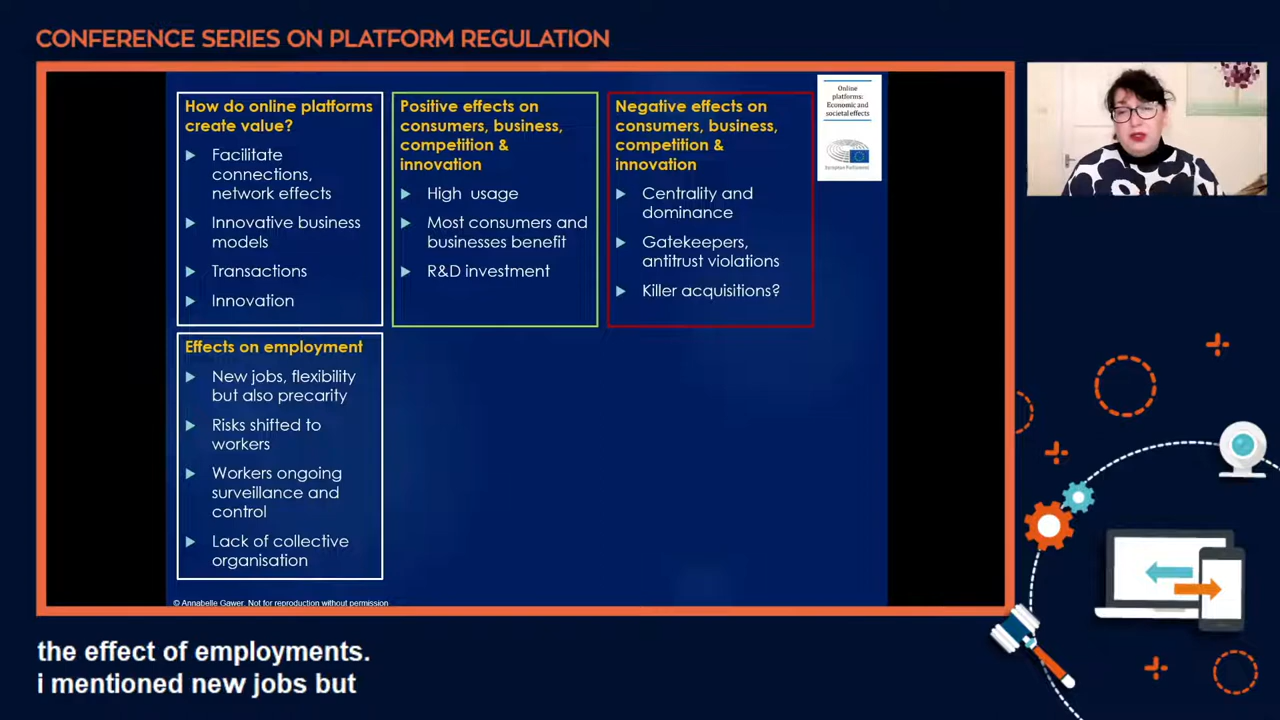 CONFERENCE SERIES ON PLATFORM REGULATION
How do online platforms
create value?
Facilitate
connections,
network effects
Innovative business
models
Transactions
Innovation
Positive effects on
consumers, business,
competition &
innovation
High usage
Most consumers and
businesses benefit
R&D investment
Negative effects on
consumers, business,
competition &
innovation
Centrality and
dominance
Gatekeepers,
antitrust violations
Killer acquisitions?
Online
platforms:
Economic and
societal effects
European Parliament
Effects on employment
New jobs, flexibility
but also precarity
Risks shifted to
workers
Workers ongoing
surveillance and
control
Lack of collective
organisation
© Annabelle Gawer. Not for reproduction without permission
the effect of employments.
i mentioned new jobs but